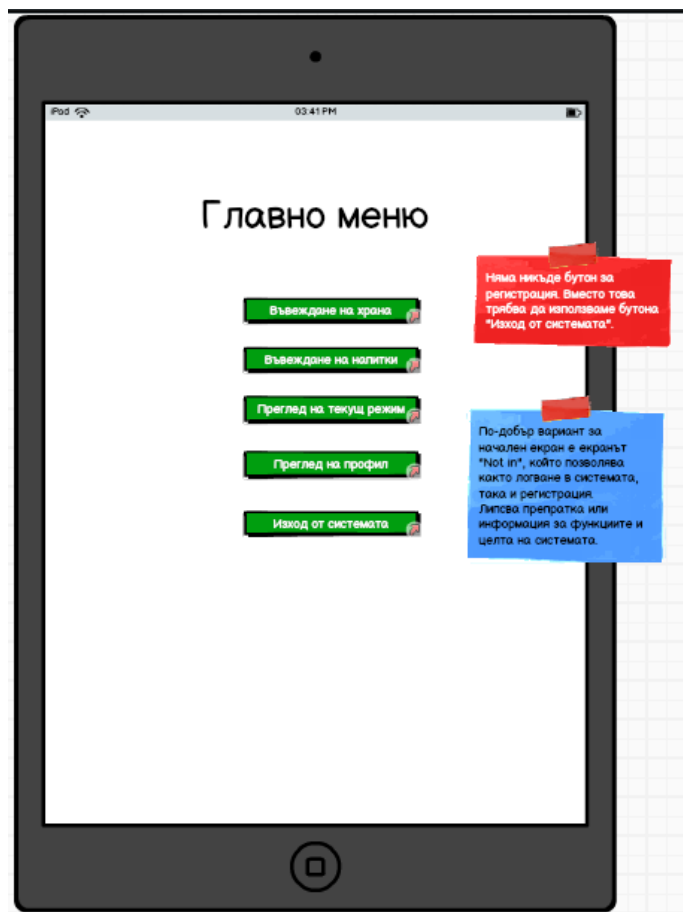 iPad
03:41 PM
Главно меню
Въвеждане на храна
Въвеждане на напитки
Преглед на текущ режим
Преглед на профил
Изход от системата
Няма никъде бутон за
регистрация. Вместо това
трябва да използваме бутона
"Изход от системата".
По-добър вариант за
начален екран е екранът
"Not in", който позволява
както логване в системата,
така и регистрация.
Липсва препратка или
информация за функциите и
целта на системата.